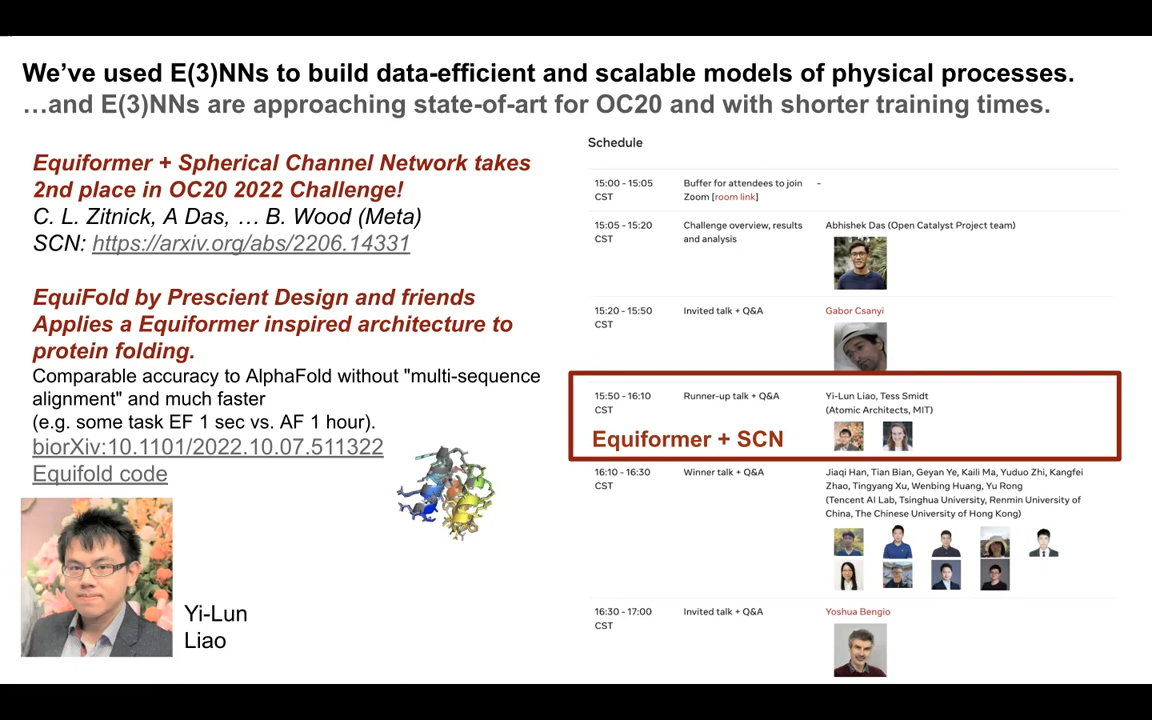 We've used E(3)NNs to build data-efficient and scalable models of physical processes.
…and E(3)NNs are approaching state-of-art for OC20 and with shorter training times.
Equiformer + Spherical Channel Network takes
2nd place in OC20 2022 Challenge!
C. L. Zitnick, A Das, … B. Wood (Meta)
SCN: https://arxiv.org/abs/2206.14331
EquiFold by Prescient Design and friends
Applies a Equiformer inspired architecture to
protein folding.
Comparable accuracy to AlphaFold without "multi-sequence
alignment" and much faster
(e.g. some task EF 1 sec vs. AF 1 hour).
biorXiv:10.1101/2022.10.07.511322
Equifold code
Yi-Lun
Liao
Schedule
15:00 - 15:05 Buffer for attendees to join -
CST Zoom [room link]
15:05 - 15:20 Challenge overview, results Abhishek Das (Open Catalyst Project team)
CST and analysis
15:20 - 15:50 Invited talk + Q&A Gabor Csanyi
CST
15:50 - 16:10 Runner-up talk + Q&A Yi-Lun Liao, Tess Smidt
CST (Atomic Architects, MIT)
Equiformer + SCN
16:10 - 16:30 Winner talk + Q&A Jiaqi Han, Tian Bian, Geyan Ye, Kaili Ma, Yuduo Zhi, Kangfei
CST Zhao, Tingyang Xu, Wenbing Huang, Yu Rong
(Tencent AI Lab, Tsinghua University, Renmin University of
China, The Chinese University of Hong Kong)
16:30 - 17:00 Invited talk + Q&A Yoshua Bengio
CST